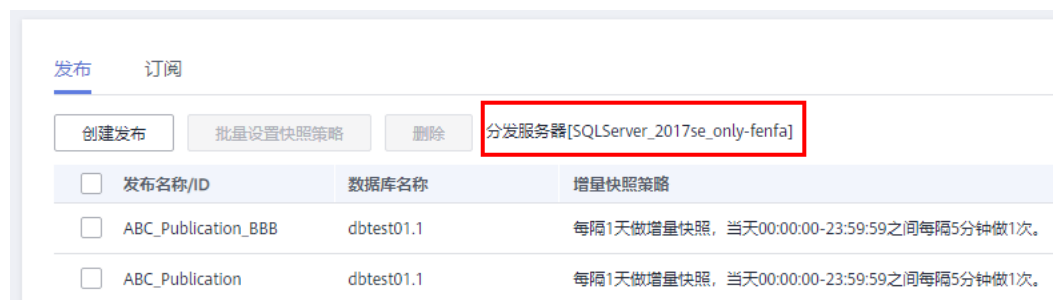 发布 订阅
创建发布 批量设置快照策略 删除 分发服务器[SQLServer_2017se_only-fenfa]
发布名称/ID 数据库名称 增量快照策略
ABC_Publication_BBB dbtest01.1 每隔1天做增量快照，当天00:00:00-23:59:59之间每隔5分钟做1次。
ABC_Publication dbtest01.1 每隔1天做增量快照，当天00:00:00-23:59:59之间每隔5分钟做1次。